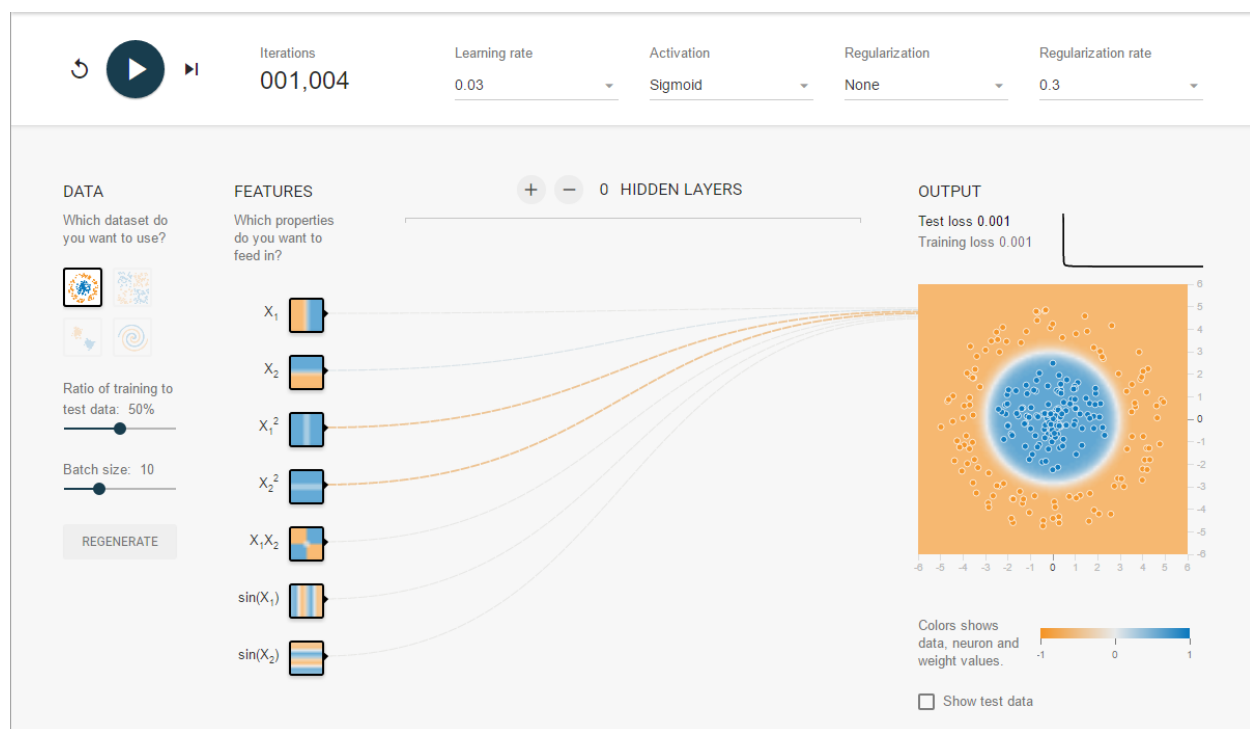 Iterations
001,004
Learning rate
0.03
Activation
Sigmoid
Regularization
None
Regularization rate
0.3
DATA
Which dataset do
you want to use?
Ratio of training to
test data: 50%
Batch size: 10
REGENERATE
FEATURES
Which properties
do you want to
feed in?
X₁
X₂
X₁²
X₂²
X₁X₂
sin(X₁)
sin(X₂)
+ − 0 HIDDEN LAYERS
OUTPUT
Test loss 0.001
Training loss 0.001
6
5
4
3
2
1
0
-1
-2
-3
-4
-5
-6
-6 -5 -4 -3 -2 -1 0 1 2 3 4 5 6
Colors shows
data, neuron and
weight values.
-1 0 1
Show test data